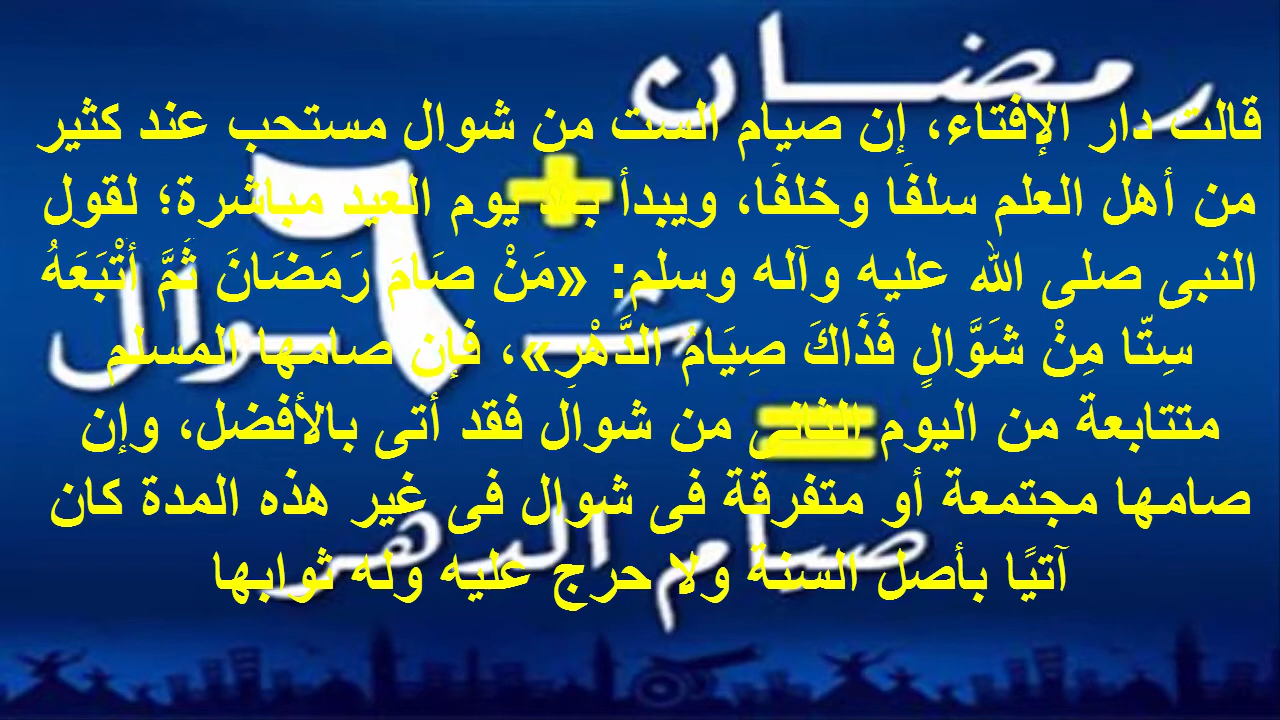 رمضان
+
٦ شوال
=
صيام الدهر
قالت دار الإفتاء، إن صيام الست من شوال مستحب عند كثير
من أهل العلم سلفًا وخلفًا، ويبدأ بعد يوم العيد مباشرة؛ لقول
النبى صلى الله عليه وآله وسلم: «مَنْ صَامَ رَمَضَانَ ثُمَّ أَتْبَعَهُ
سِتّا مِنْ شَوَّالٍ فَذَاكَ صِيَامُ الدَّهْرِ»، فإن صامها المسلم
متتابعة من اليوم الثانى من شوال فقد أتى بالأفضل، وإن
صامها مجتمعة أو متفرقة فى شوال فى غير هذه المدة كان
آتيًا بأصل السنة ولا حرج عليه وله ثوابها